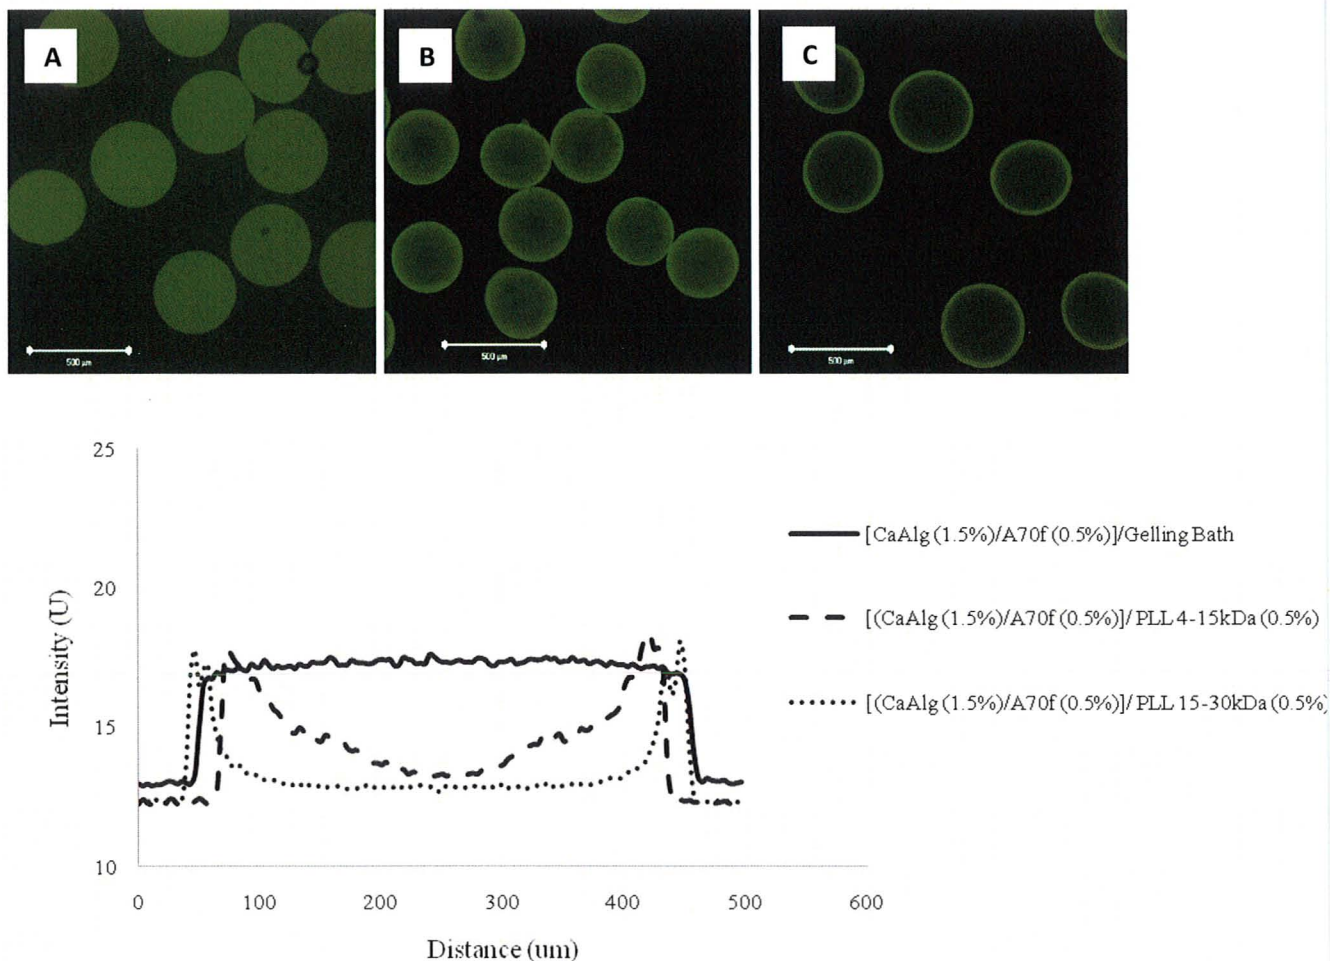 A B C
500 µm 500 µm 500 µm
25
20
15
10
Intensity (U)
0 100 200 300 400 500 600
Distance (um)
[CaAlg (1.5%)/A70f (0.5%)]/Gelling Bath
[(CaAlg (1.5%)/A70f (0.5%)]/ PLL 4-15kDa (0.5%)
[(CaAlg (1.5%)/A70f (0.5%)]/ PLL 15-30kDa (0.5%)